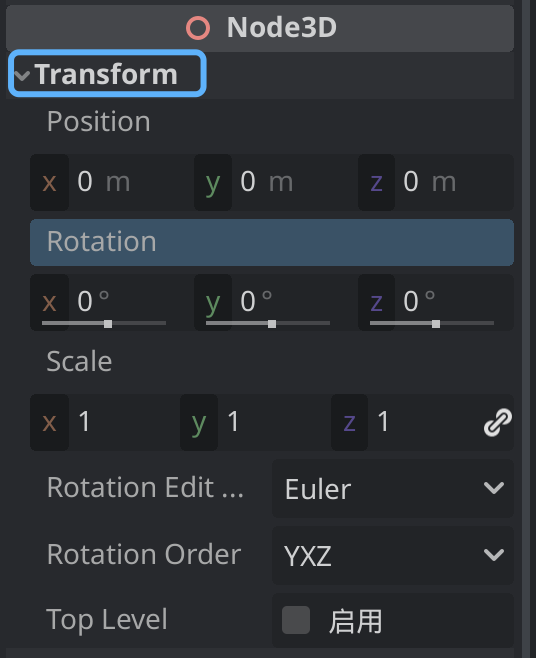 Node3D
Transform
Position
x 0 m y 0 m z 0 m
Rotation
x 0 ° y 0 ° z 0 °
Scale
x 1 y 1 z 1
Rotation Edit ... Euler
Rotation Order YXZ
Top Level 启用